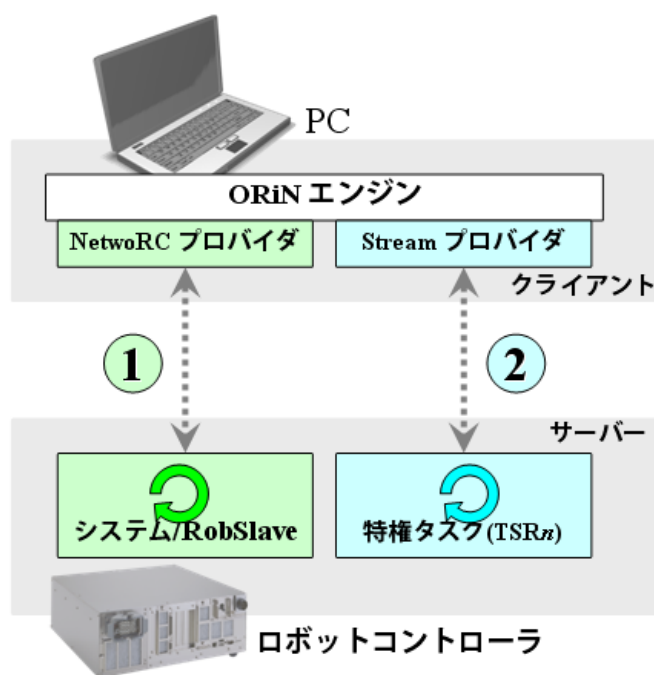 PC
ORiN エンジン
NetwoRC プロバイダ
Stream プロバイダ
クライアント
1
2
サーバー
システム/RobSlave
特権タスク(TSRn)
ロボットコントローラ